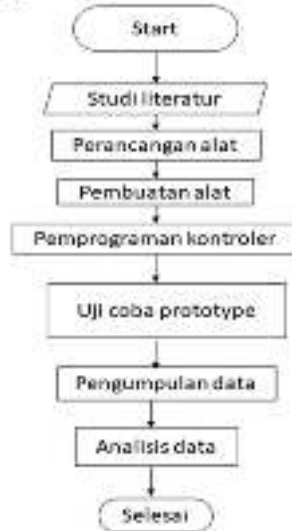 Start
Studi literatur
Perancangan alat
Pembuatan alat
Pemprograman kontroler
Uji coba prototype
Pengumpulan data
Analisis data
Selesai